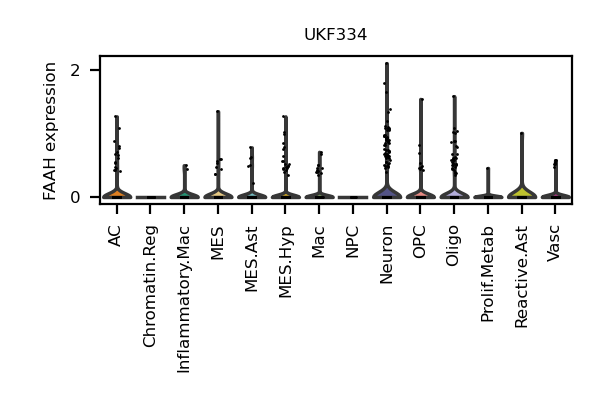 UKF334
FAAH expression
2
0
AC
Chromatin.Reg
Inflammatory.Mac
MES
MES.Ast
MES.Hyp
Mac
NPC
Neuron
OPC
Oligo
Prolif.Metab
Reactive.Ast
Vasc